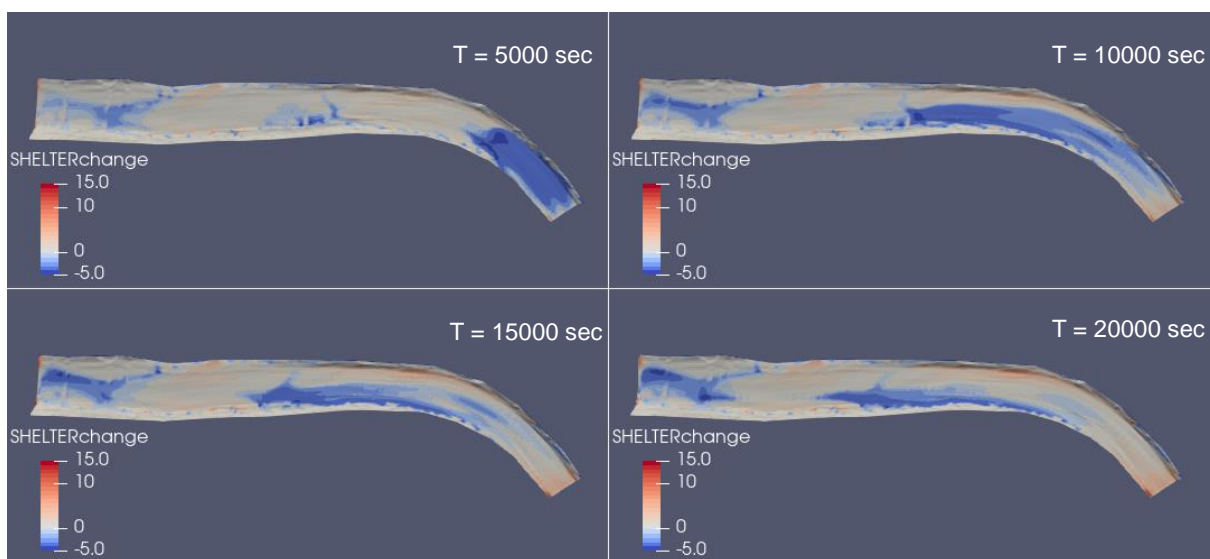 T = 5000 sec
SHELTERchange
15.0
10
0
-5.0
T = 10000 sec
SHELTERchange
15.0
10
0
-5.0
T = 15000 sec
SHELTERchange
15.0
10
0
-5.0
T = 20000 sec
SHELTERchange
15.0
10
0
-5.0